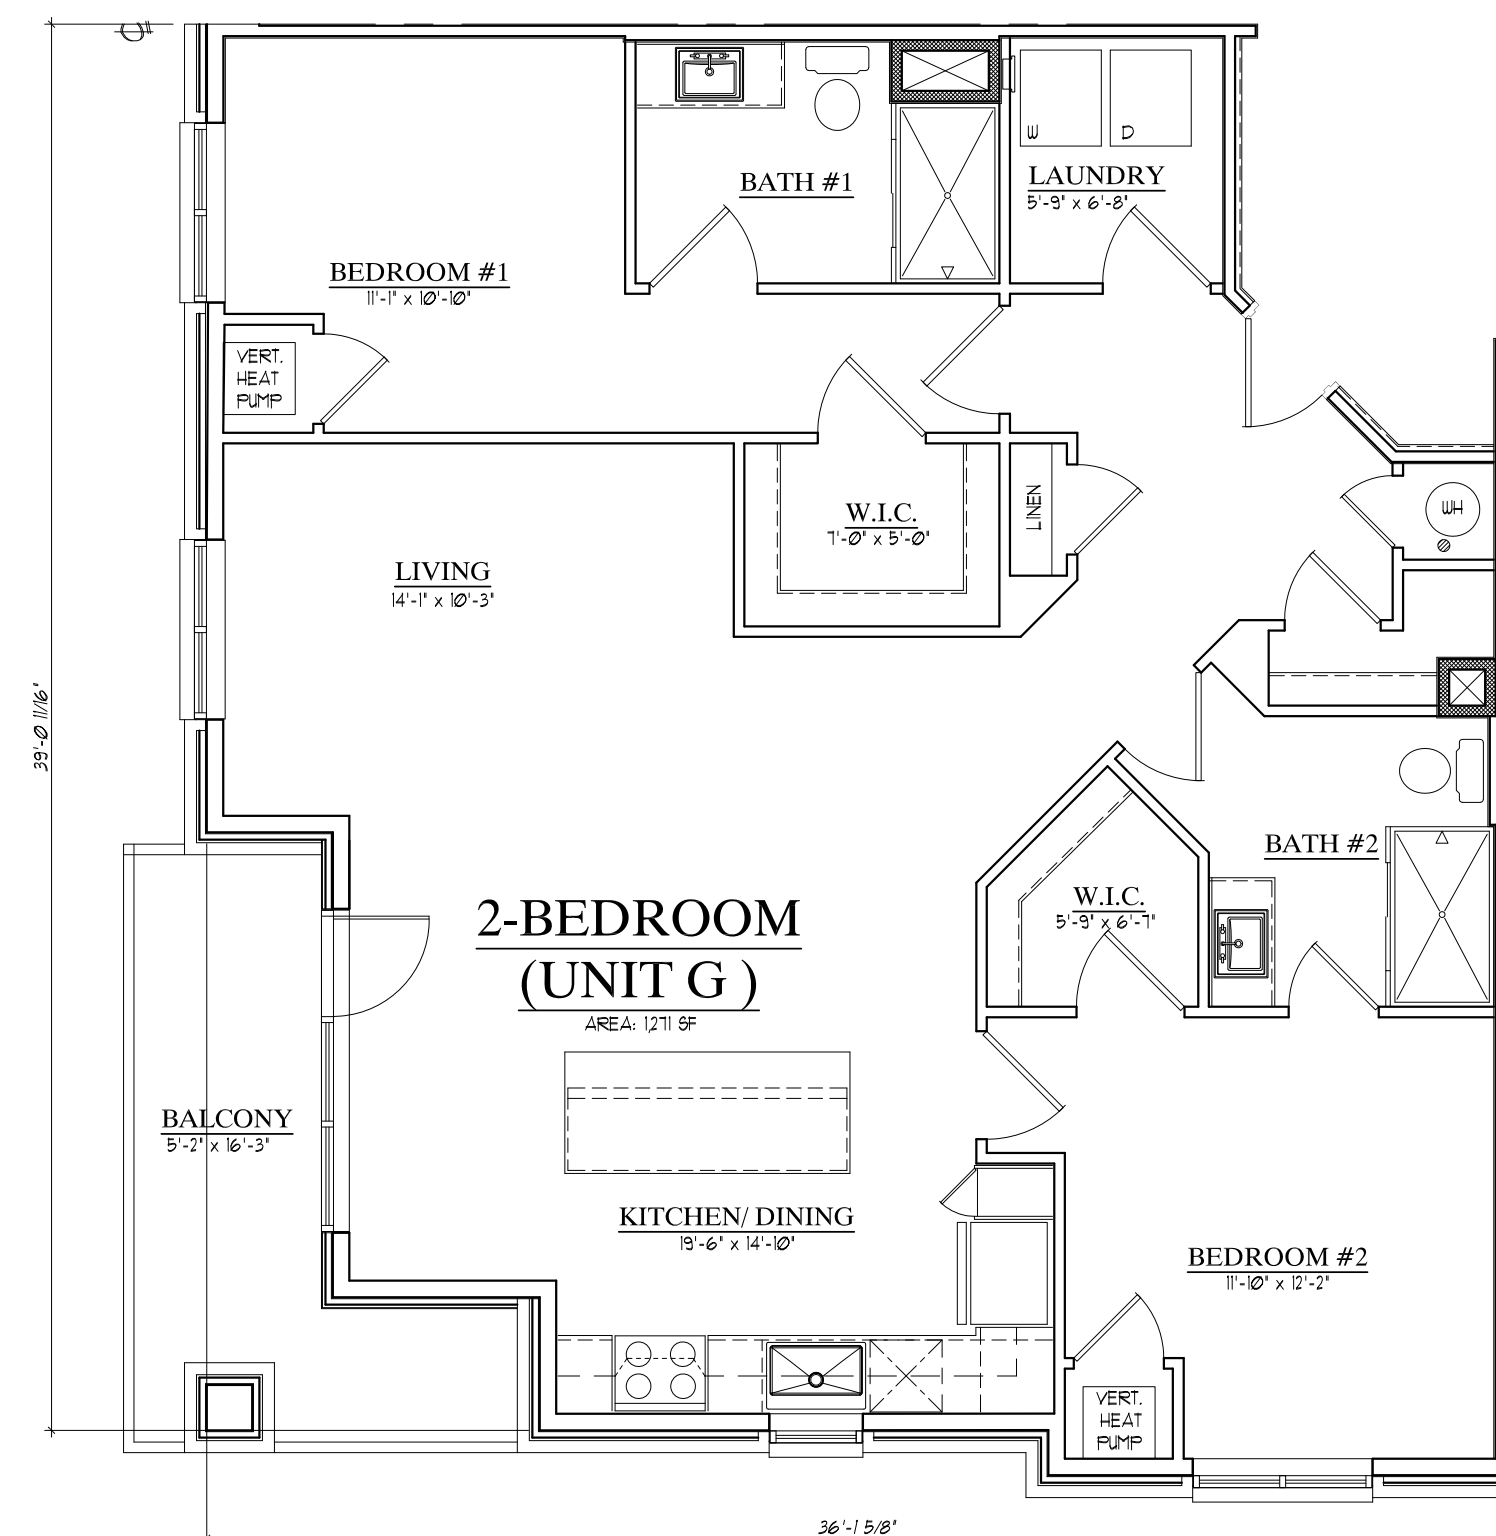 W
D
BATH #1
LAUNDRY
5'-9" x 6'-8"
BEDROOM #1
11'-1" x 10'-10"
VERT.
HEAT
PUMP
LINEN
WH
W.I.C.
7'-0" x 5'-0"
LIVING
14'-1" x 10'-3"
39'-0 11/16"
BATH #2
W.I.C.
5'-9" x 6'-7"
2-BEDROOM
(UNIT G )
AREA: 1,271 SF
BALCONY
5'-2" x 16'-3"
KITCHEN/ DINING
19'-6" x 14'-10"
BEDROOM #2
11'-10" x 12'-2"
VERT.
HEAT
PUMP
36'-1 5/8"